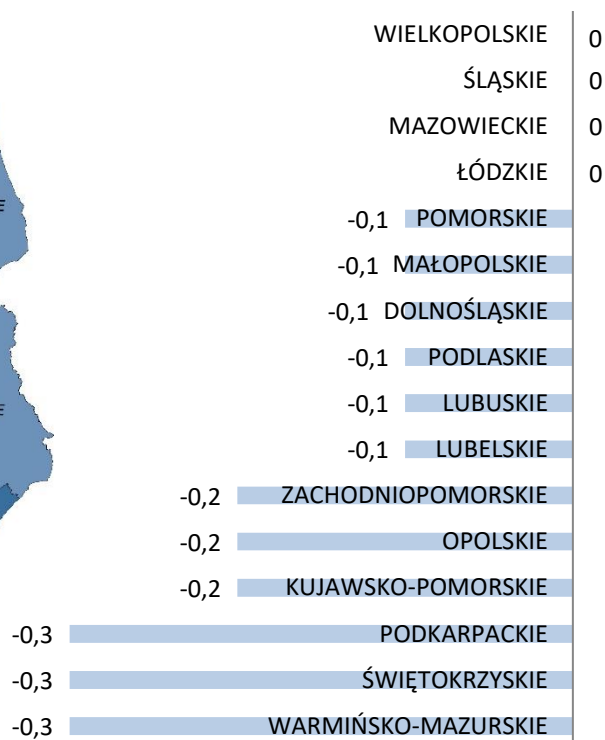 WIELKOPOLSKIE 0
ŚLĄSKIE 0
MAZOWIECKIE 0
ŁÓDZKIE 0
-0,1 POMORSKIE
-0,1 MAŁOPOLSKIE
-0,1 DOLNOŚLĄSKIE
-0,1 PODLASKIE
-0,1 LUBUSKIE
-0,1 LUBELSKIE
-0,2 ZACHODNIOPOMORSKIE
-0,2 OPOLSKIE
-0,2 KUJAWSKO-POMORSKIE
-0,3 PODKARPACKIE
-0,3 ŚWIĘTOKRZYSKIE
-0,3 WARMIŃSKO-MAZURSKIE